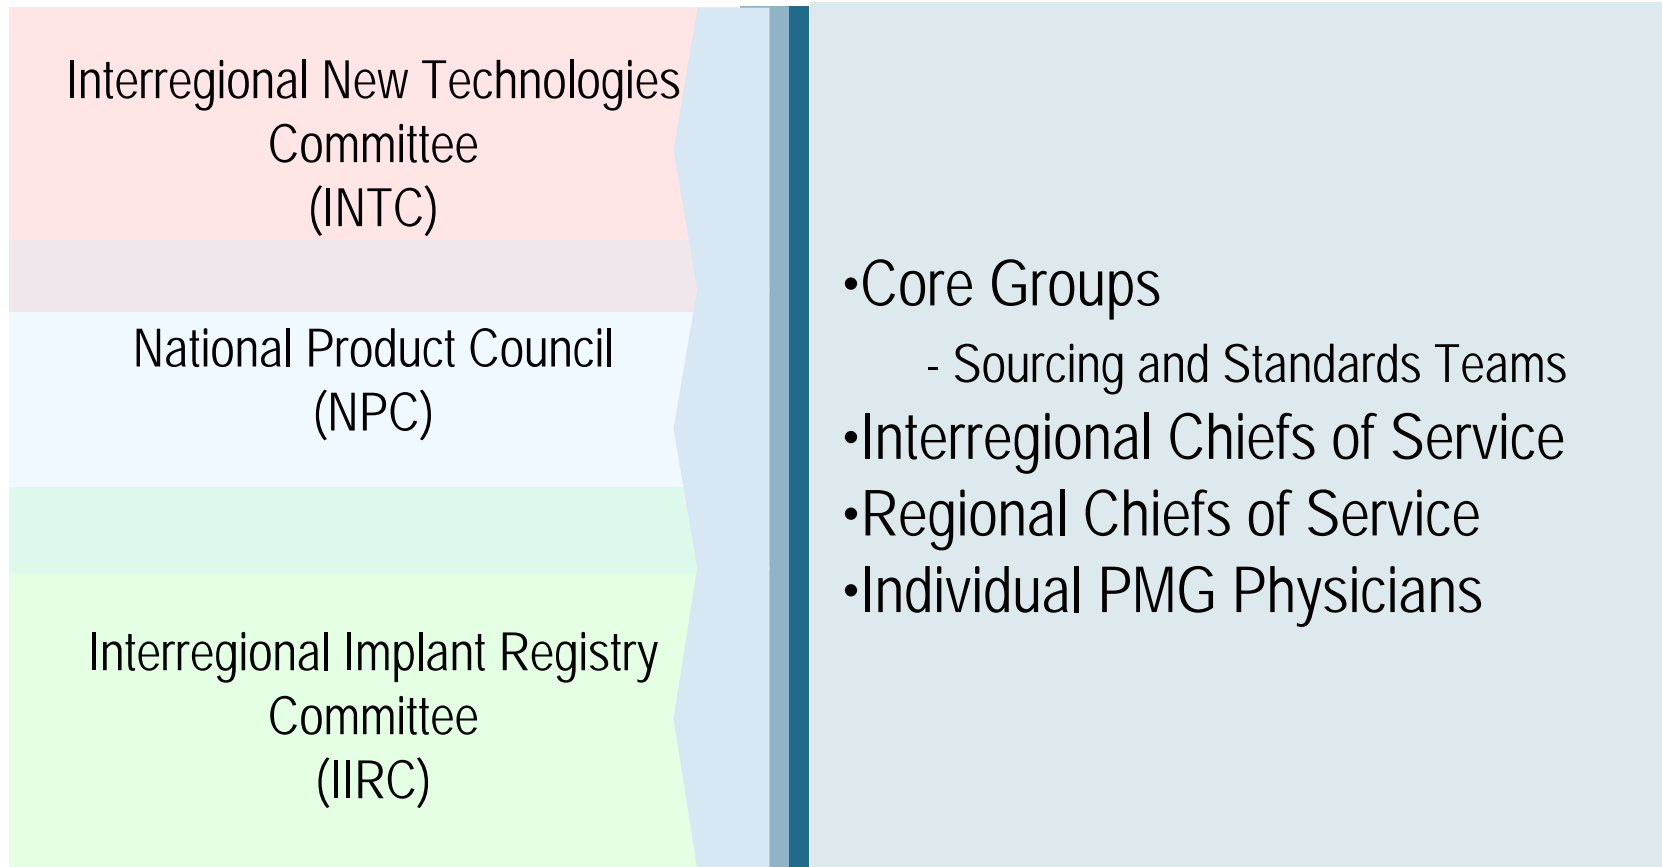 Interregional New Technologies
Committee
(INTC)
National Product Council
(NPC)
Interregional Implant Registry
Committee
(IIRC)
•Core Groups
- Sourcing and Standards Teams
•Interregional Chiefs of Service
•Regional Chiefs of Service
•Individual PMG Physicians